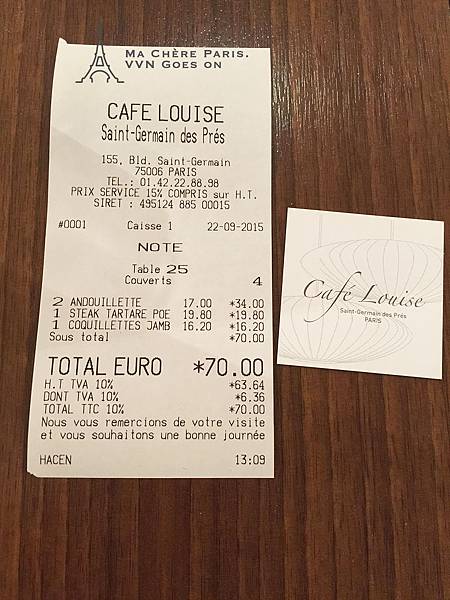 Ma Chère Paris.
VVN Goes on
CAFE LOUISE
Saint-Germain des Prés
155, Bld. Saint-Germain
75006 PARIS
TEL.: 01.42.22.88.98
PRIX SERVICE 15% COMPRIS sur H.T.
SIRET : 495124 885 00015
#0001 Caisse 1 22-09-2015
NOTE
Table 25
Couverts 4
2 ANDOUILLETTE 17.00 *34.00
1 STEAK TARTARE POE 19.80 *19.80
1 COQUILLETTES JAMB 16.20 *16.20
Sous total *70.00
TOTAL EURO *70.00
H.T TVA 10% *63.64
DONT TVA 10% *6.36
TOTAL TTC 10% *70.00
Nous vous remercions de votre visite
et vous souhaitons une bonne journée
HACEN 13:09
Café Louise
Saint-Germain des Prés
PARIS